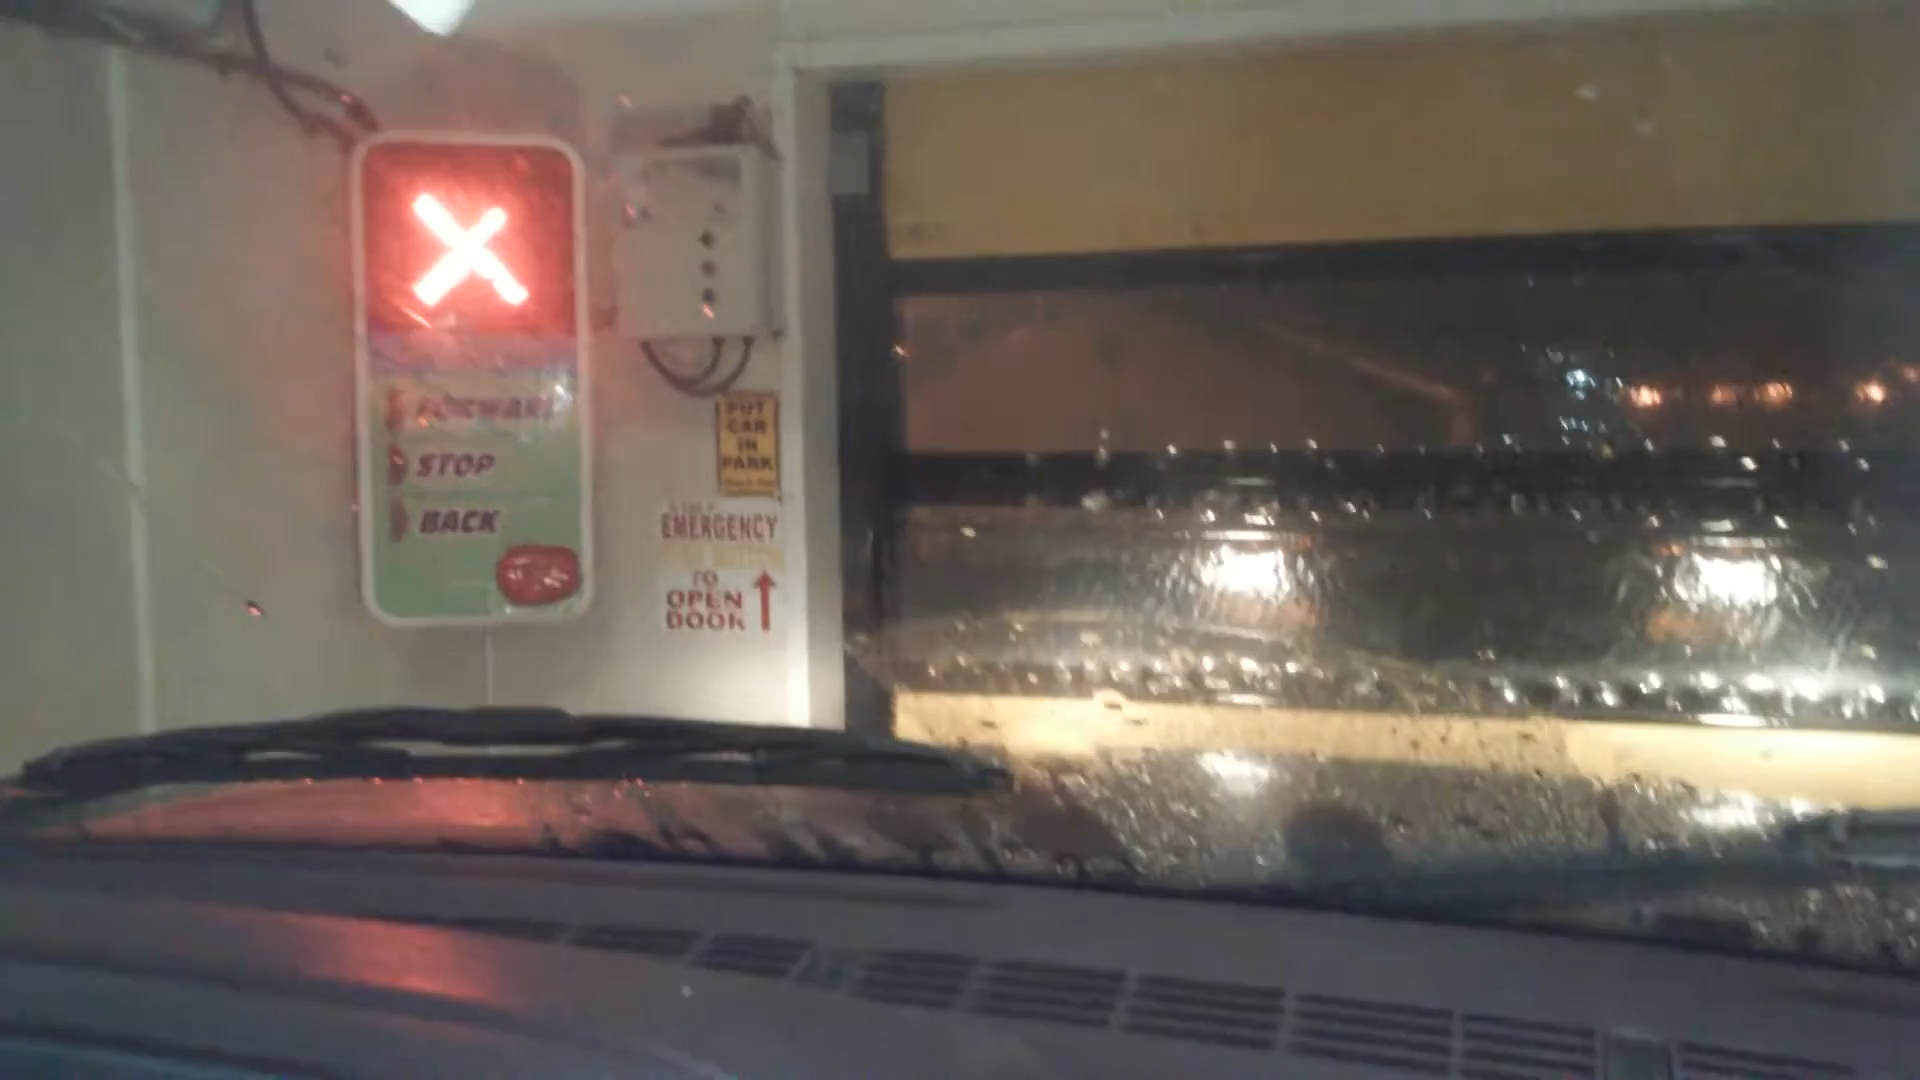 FORWARD
STOP
BACK
PUT
CAR
IN
PARK
EMERGENCY
TO
OPEN
DOOR